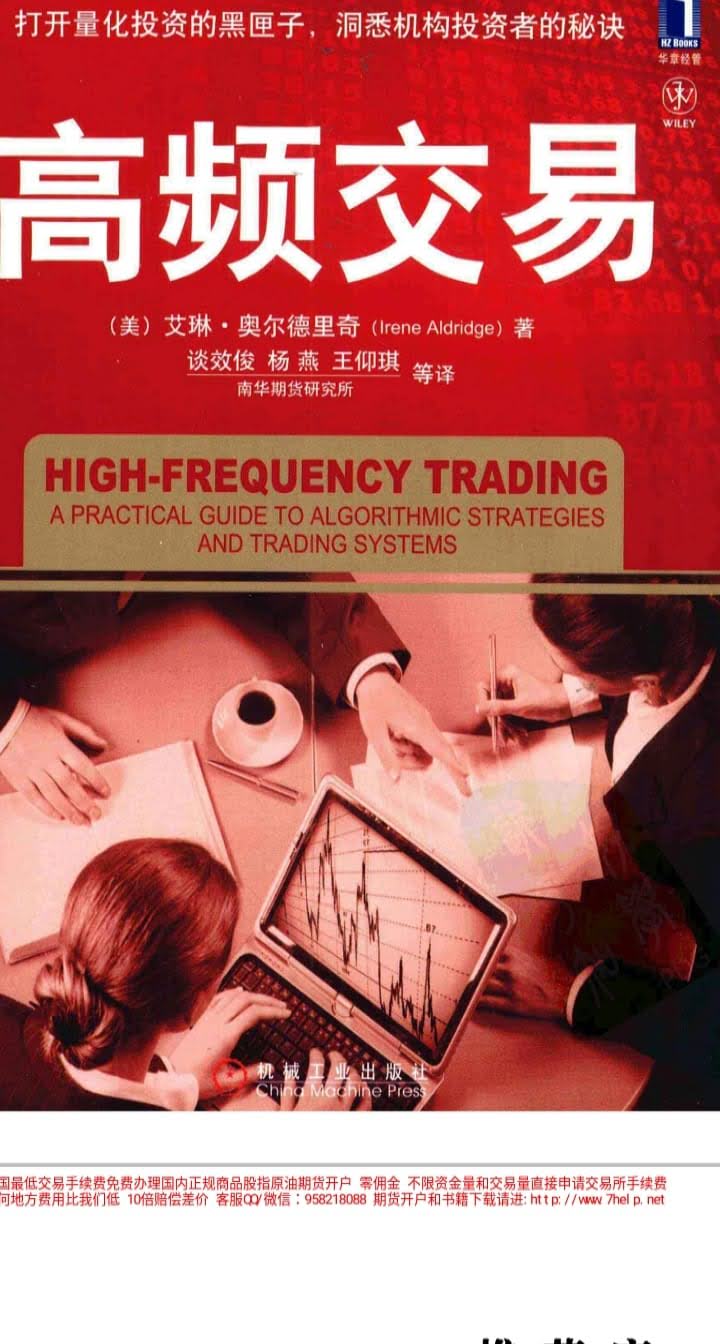 打开量化投资的黑匣子，洞悉机构投资者的秘诀
HZ Books
华章经管
WILEY
高频交易
（美）艾琳·奥尔德里奇（Irene Aldridge）著
谈效俊 杨燕 王仰琪 等译
南华期货研究所
HIGH-FREQUENCY TRADING
A PRACTICAL GUIDE TO ALGORITHMIC STRATEGIES
AND TRADING SYSTEMS
机械工业出版社
China Machine Press
国最低交易手续费免费办理国内正规商品股指原油期货开户 零佣金 不限资金量和交易量直接申请交易所手续费
何地方费用比我们低 10倍赔偿差价 客服QQ/微信：958218088 期货开户和书籍下载请进:http://www.7help.net